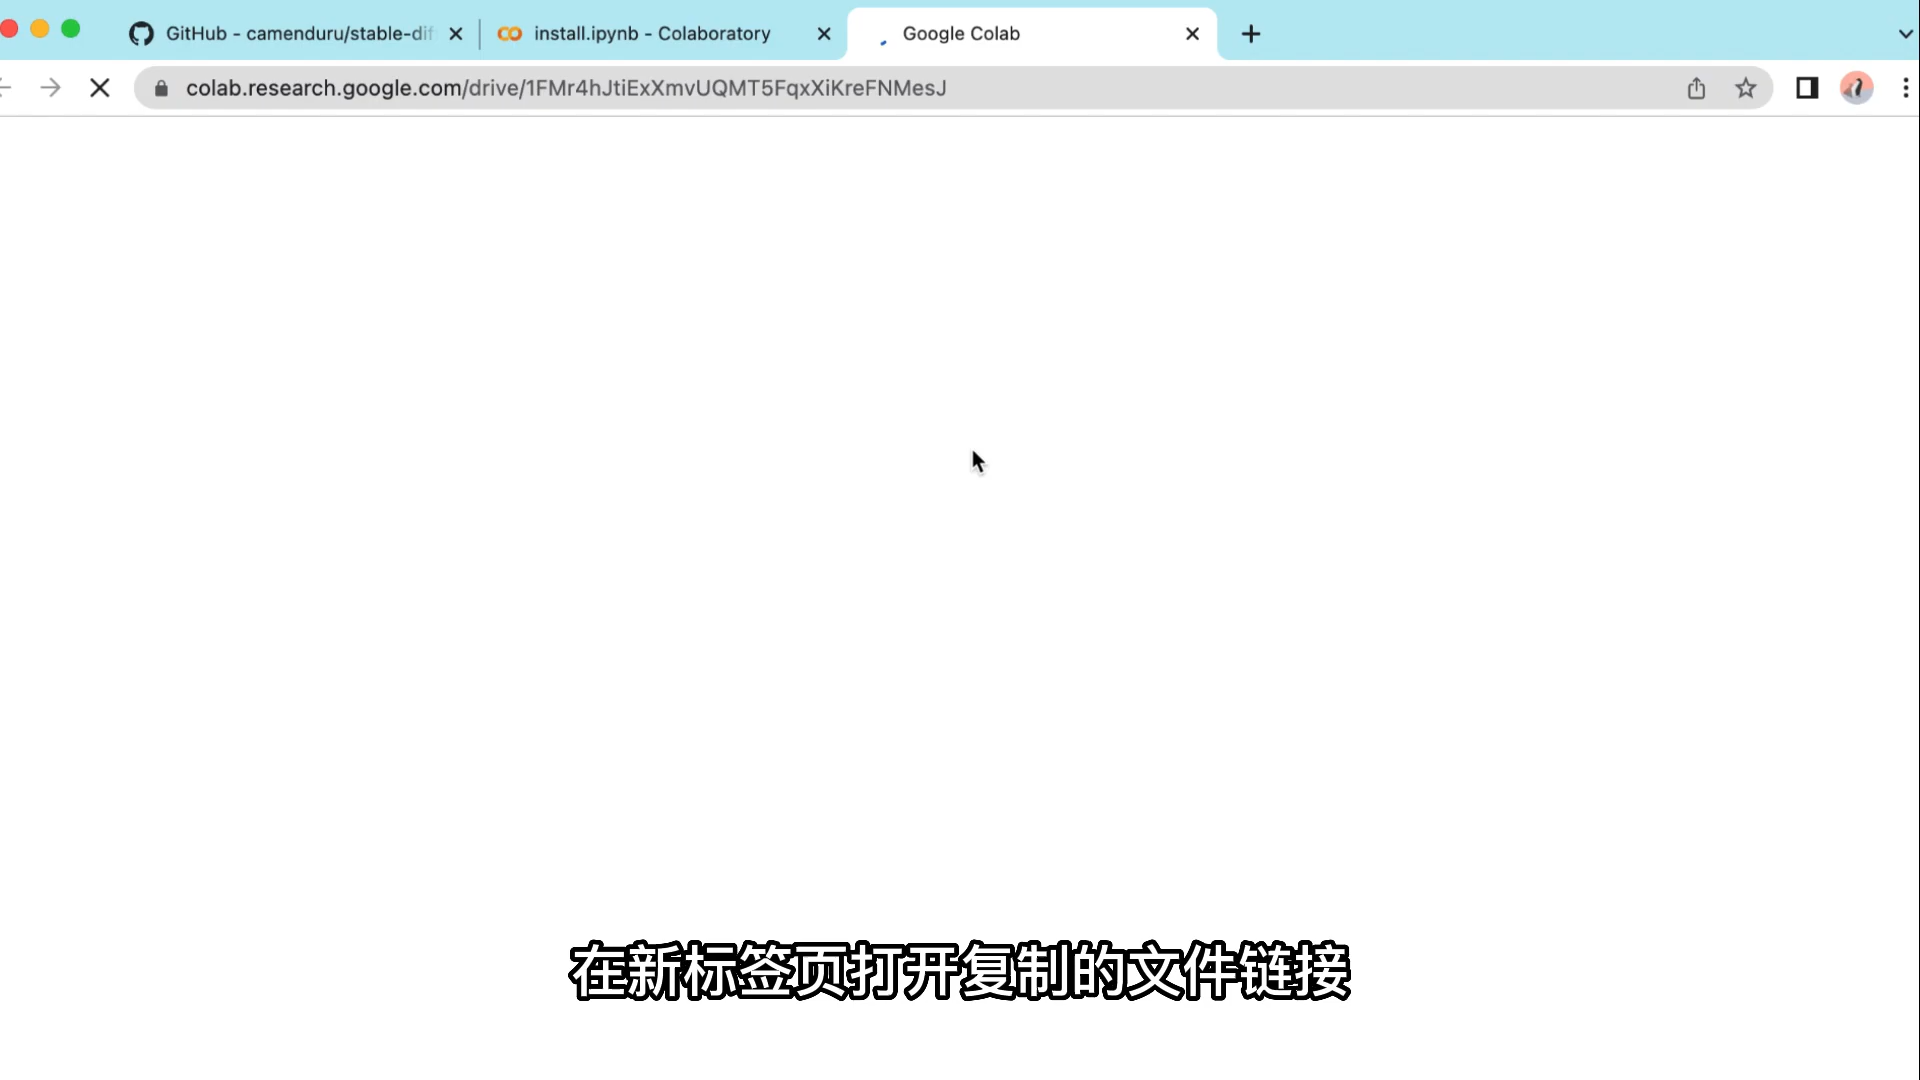 GitHub - camenduru/stable-dif
install.ipynb - Colaboratory
Google Colab
colab.research.google.com/drive/1FMr4hJtiExXmvUQMT5FqxXiKreFNMesJ
在新标签页打开复制的文件链接